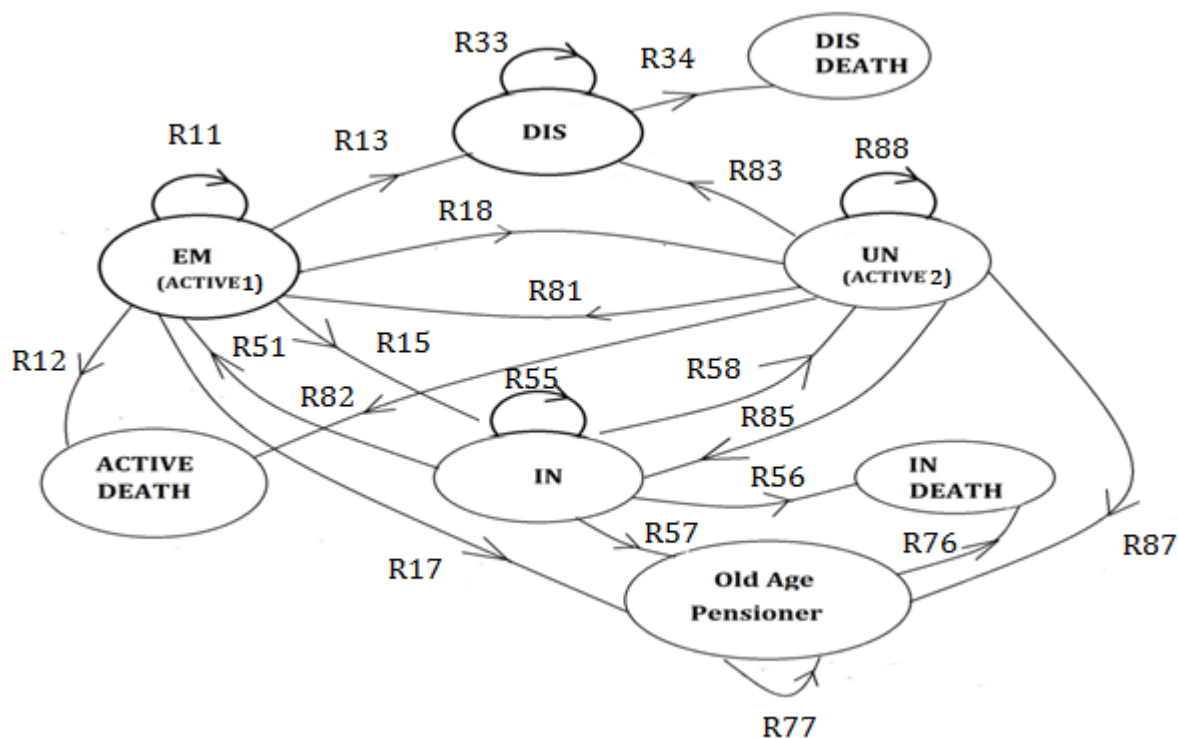 R33
R34
DIS
DEATH
R11
R13
DIS
R83
R88
R18
EM
(ACTIVE1)
UN
(ACTIVE 2)
R81
R12
R51
R15
R55
R58
R82
R85
ACTIVE
DEATH
IN
R56
IN
DEATH
R57
R17
R76
R87
Old Age
Pensioner
R77